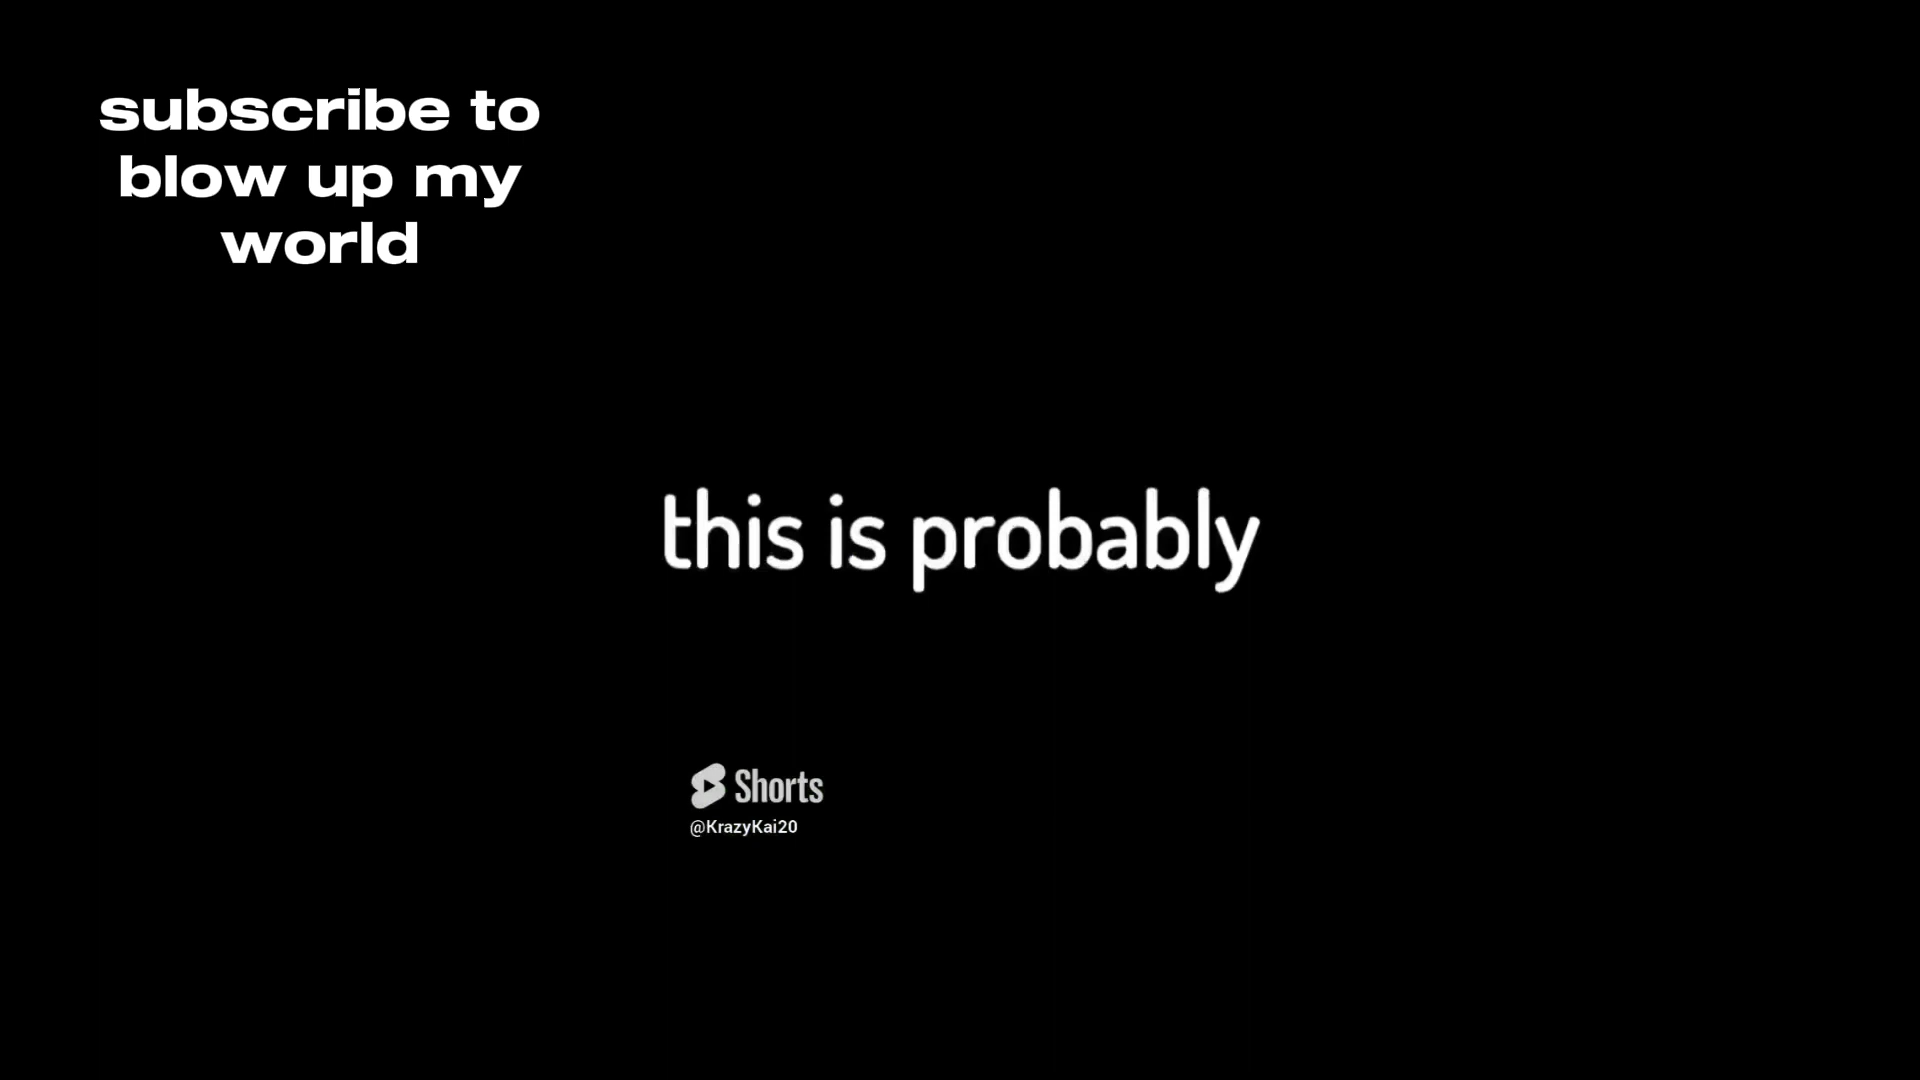 subscribe to
blow up my
world
this is probably
Shorts
@KrazyKai20